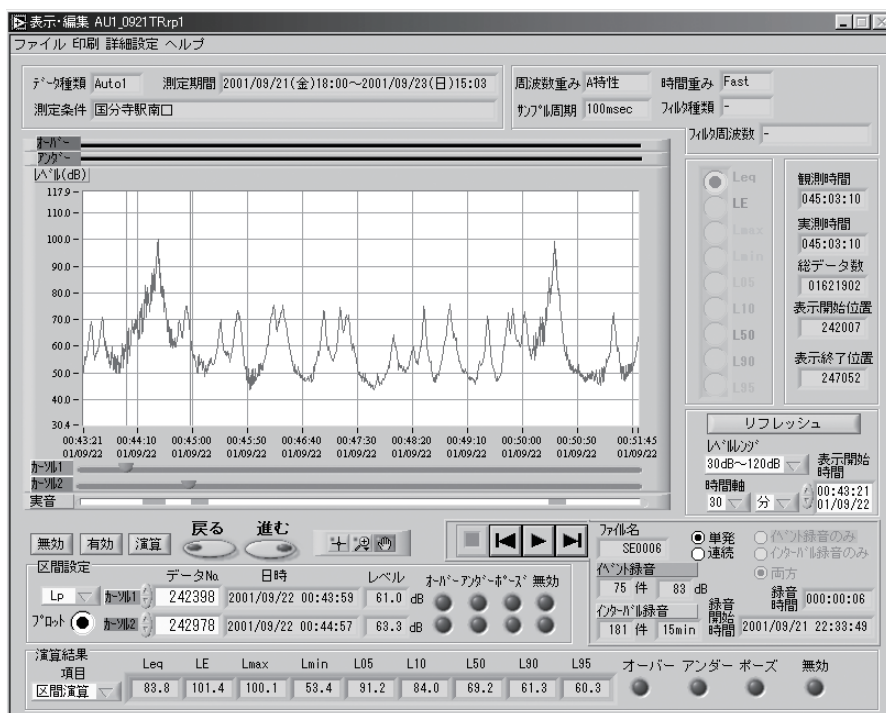 表示・編集 AU1_0921TR.rp1
ファイル 印刷 詳細設定 ヘルプ
ﾃﾞｰﾀ種類 Auto1 測定期間 2001/09/21(金)18:00～2001/09/23(日)15:03
測定条件 国分寺駅南口
周波数重み A特性 時間重み Fast
ｻﾝﾌﾟﾙ周期 100msec ﾌｨﾙﾀ種類 -
ﾌｨﾙﾀ周波数 -
ｵｰﾊﾞｰ
ｱﾝﾀﾞｰ
ﾚﾍﾞﾙ(dB)
117.9
110.0
100.0
90.0
80.0
70.0
60.0
50.0
40.0
30.4
00:43:21 00:44:10 00:45:00 00:45:50 00:46:40 00:47:30 00:48:20 00:49:10 00:50:00 00:50:50 00:51:45
01/09/22 01/09/22 01/09/22 01/09/22 01/09/22 01/09/22 01/09/22 01/09/22 01/09/22 01/09/22 01/09/22
ｶｰｿﾙ1
ｶｰｿﾙ2
実音
Leq
LE
Lmax
Lmin
L05
L10
L50
L90
L95
観測時間
045:03:10
実測時間
045:03:10
総データ数
01621902
表示開始位置
242007
表示終了位置
247052
リフレッシュ
ﾚﾍﾞﾙﾚﾝｼﾞ
30dB～120dB
表示開始時間
時間軸
30 分 00:43:21
01/09/22
無効 有効 演算 戻る 進む
区間設定
データNo. 日時 レベル ｵｰﾊﾞｰ ｱﾝﾀﾞｰ ﾎﾟｰｽﾞ 無効
Lp ｶｰｿﾙ1 242398 2001/09/22 00:43:59 61.0 dB
ﾌﾟﾛｯﾄ ｶｰｿﾙ2 242978 2001/09/22 00:44:57 63.3 dB
ファイル名
SE0006
単発
連続
ｲﾍﾞﾝﾄ録音のみ
ｲﾝﾀｰﾊﾞﾙ録音のみ
両方
ｲﾍﾞﾝﾄ録音
75 件 83 dB
録音時間 000:00:06
ｲﾝﾀｰﾊﾞﾙ録音
181 件 15min
録音開始時間 2001/09/21 22:33:49
演算結果
項目 Leq LE Lmax Lmin L05 L10 L50 L90 L95 オーバー アンダー ポーズ 無効
区間演算 83.8 101.4 100.1 53.4 91.2 84.0 69.2 61.3 60.3